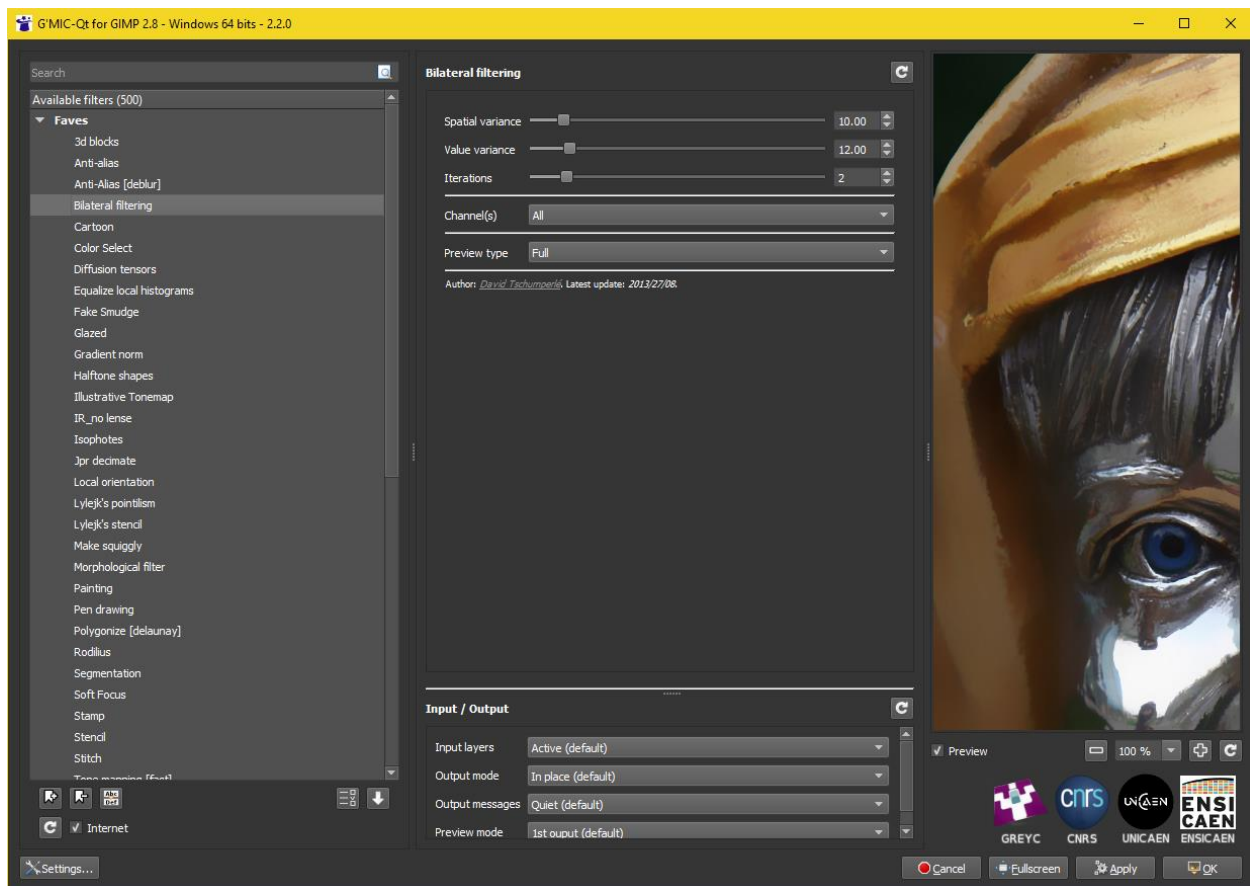 G'MIC-Qt for GIMP 2.8 - Windows 64 bits - 2.2.0
Search
Available filters (500)
Faves
3d blocks
Anti-alias
Anti-Alias [deblur]
Bilateral filtering
Cartoon
Color Select
Diffusion tensors
Equalize local histograms
Fake Smudge
Glazed
Gradient norm
Halftone shapes
Illustrative Tonemap
IR_no lense
Isophotes
Jpr decimate
Local orientation
Lylejk's pointilism
Lylejk's stencil
Make squiggly
Morphological filter
Painting
Pen drawing
Polygonize [delaunay]
Rodilius
Segmentation
Soft Focus
Stamp
Stencil
Stitch
Tone mapping [fast]
Abc
Def
Internet
Settings...
Bilateral filtering
Spatial variance 10.00
Value variance 12.00
Iterations 2
Channel(s) All
Preview type Full
Author: David Tschumperlé. Latest update: 2013/27/08.
Input / Output
Input layers Active (default)
Output mode In place (default)
Output messages Quiet (default)
Preview mode 1st ouput (default)
Preview 100 %
cnrs
UNICAEN
ENSI
CAEN
GREYC CNRS UNICAEN ENSICAEN
Cancel Fullscreen Apply OK